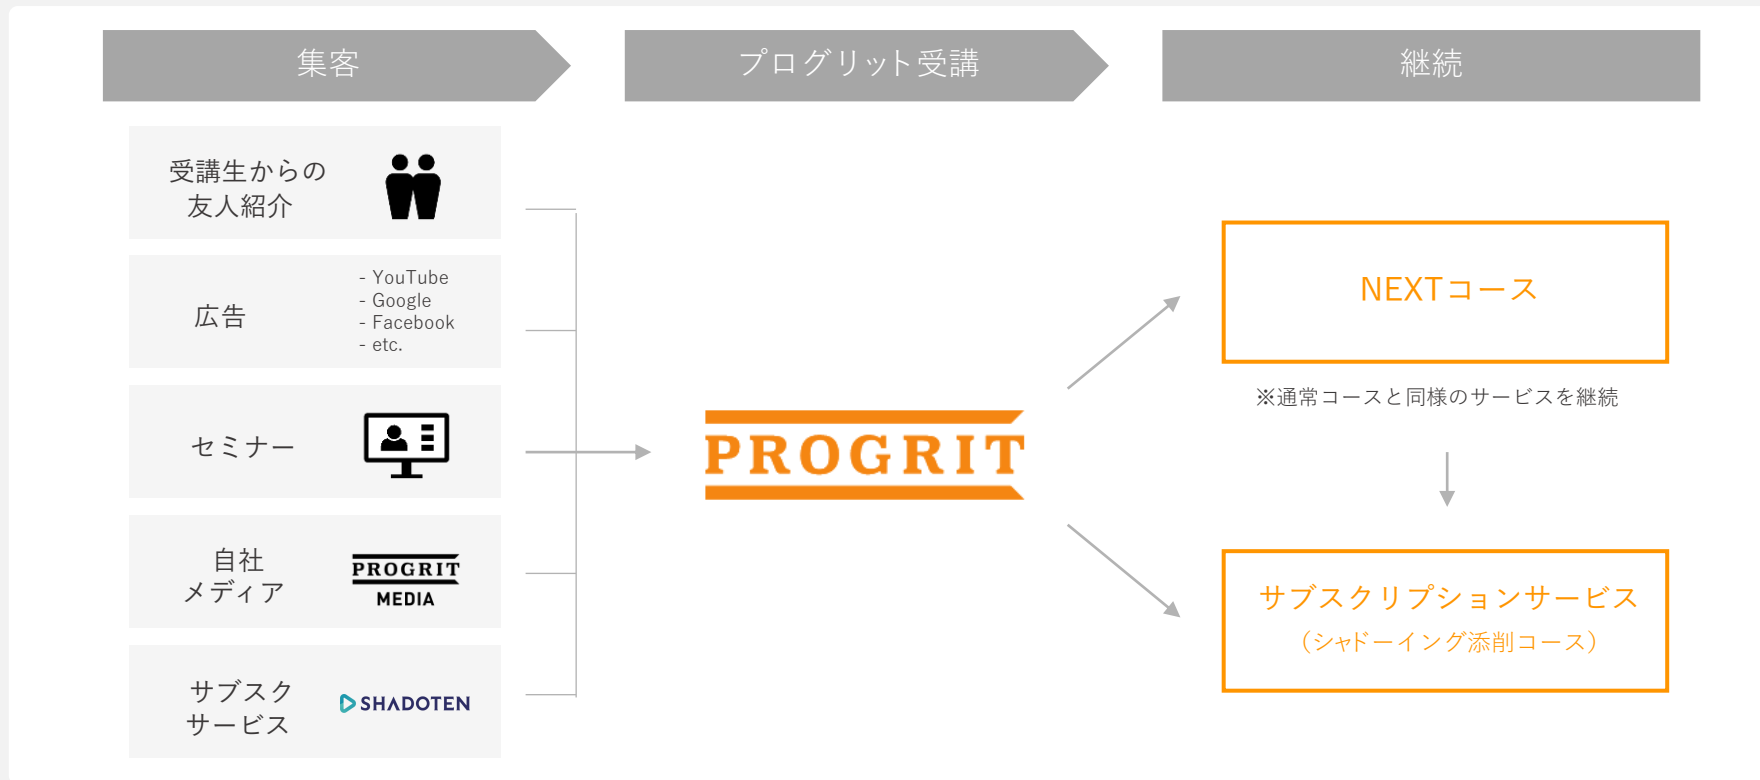 集客
プログリット受講
継続
受講生からの
友人紹介
広告
- YouTube
- Google
- Facebook
- etc.
セミナー
自社
メディア
PROGRIT
MEDIA
サブスク
サービス
SHADOTEN
PROGRIT
NEXTコース
※通常コースと同様のサービスを継続
サブスクリプションサービス
（シャドーイング添削コース）